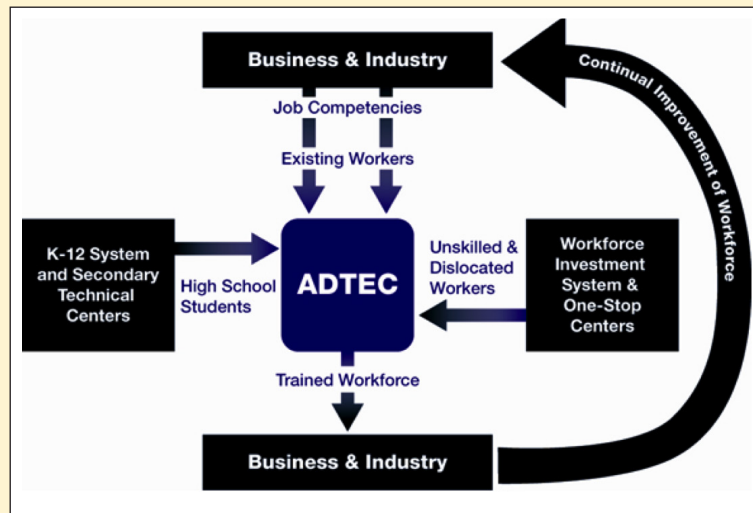 Business & Industry
Job Competencies
Existing Workers
Continual Improvement of Workforce
K-12 System
and Secondary
Technical
Centers
High School
Students
ADTEC
Unskilled &
Dislocated
Workers
Workforce
Investment
System &
One-Stop
Centers
Trained Workforce
Business & Industry